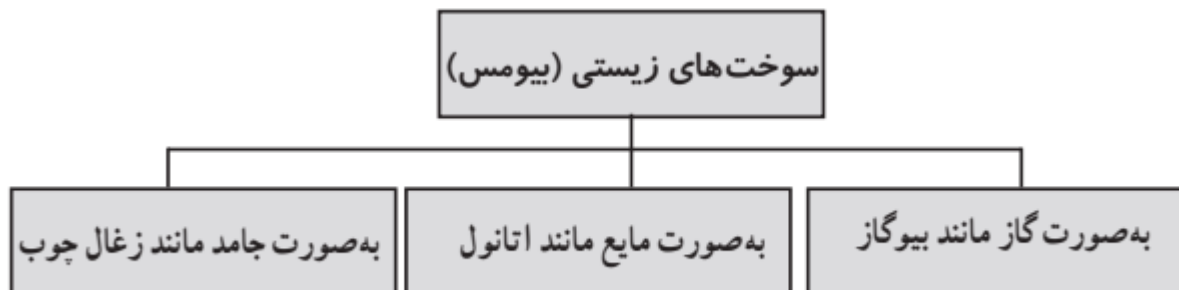 سوخت‌های زیستی (بیومس)
به‌صورت گاز مانند بیوگاز
به‌صورت مایع مانند اتانول
به‌صورت جامد مانند زغال چوب